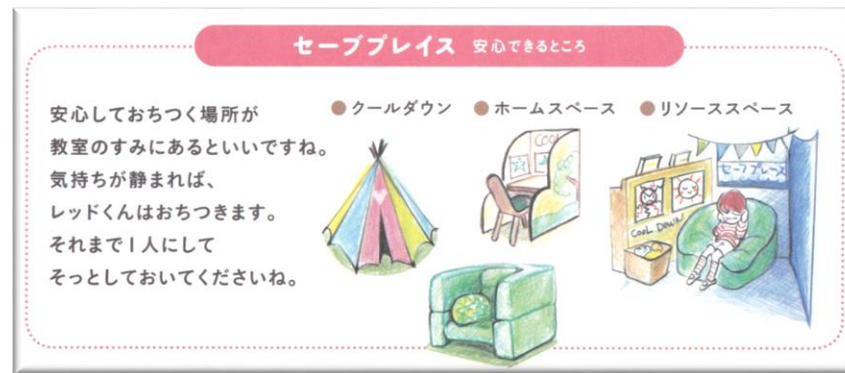 セーブプレイス 安心できるところ
安心しておちつく場所が
教室のすみにあるといいですね。
気持ちが静まれば、
レッドくんはおちつきます。
それまで1人にして
そっとしておいてくださいね。
●クールダウン ●ホームスペース ●リソーススペース
COOL
セーフプレース
COOL DOWN